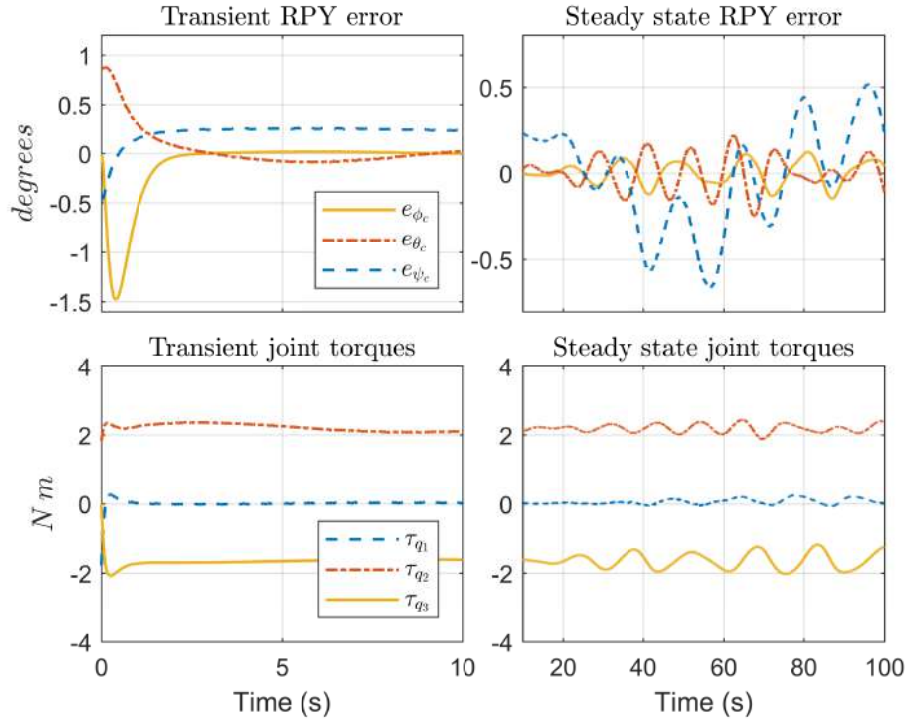 Transient RPY error
Steady state RPY error
degrees
1
0.5
0
-0.5
-1
-1.5
e_{ϕ_c}
e_{θ_c}
e_{ψ_c}
0.5
0
-0.5
Transient joint torques
Steady state joint torques
N m
4
2
0
-2
-4
τ_{q_1}
τ_{q_2}
τ_{q_3}
0
5
10
Time (s)
4
2
0
-2
-4
20
40
60
80
100
Time (s)